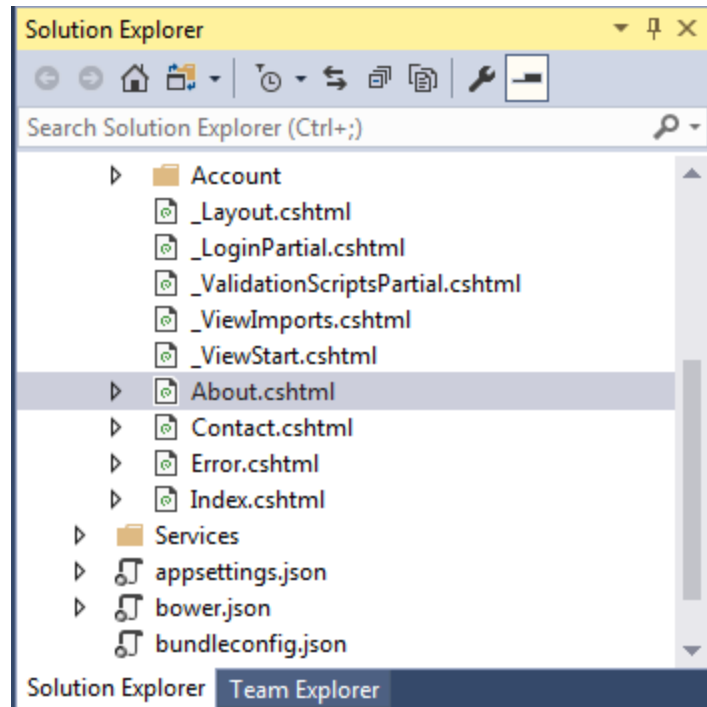 Solution Explorer
Search Solution Explorer (Ctrl+;)
Account
_Layout.cshtml
_LoginPartial.cshtml
_ValidationScriptsPartial.cshtml
_ViewImports.cshtml
_ViewStart.cshtml
About.cshtml
Contact.cshtml
Error.cshtml
Index.cshtml
Services
appsettings.json
bower.json
bundleconfig.json
Solution Explorer Team Explorer